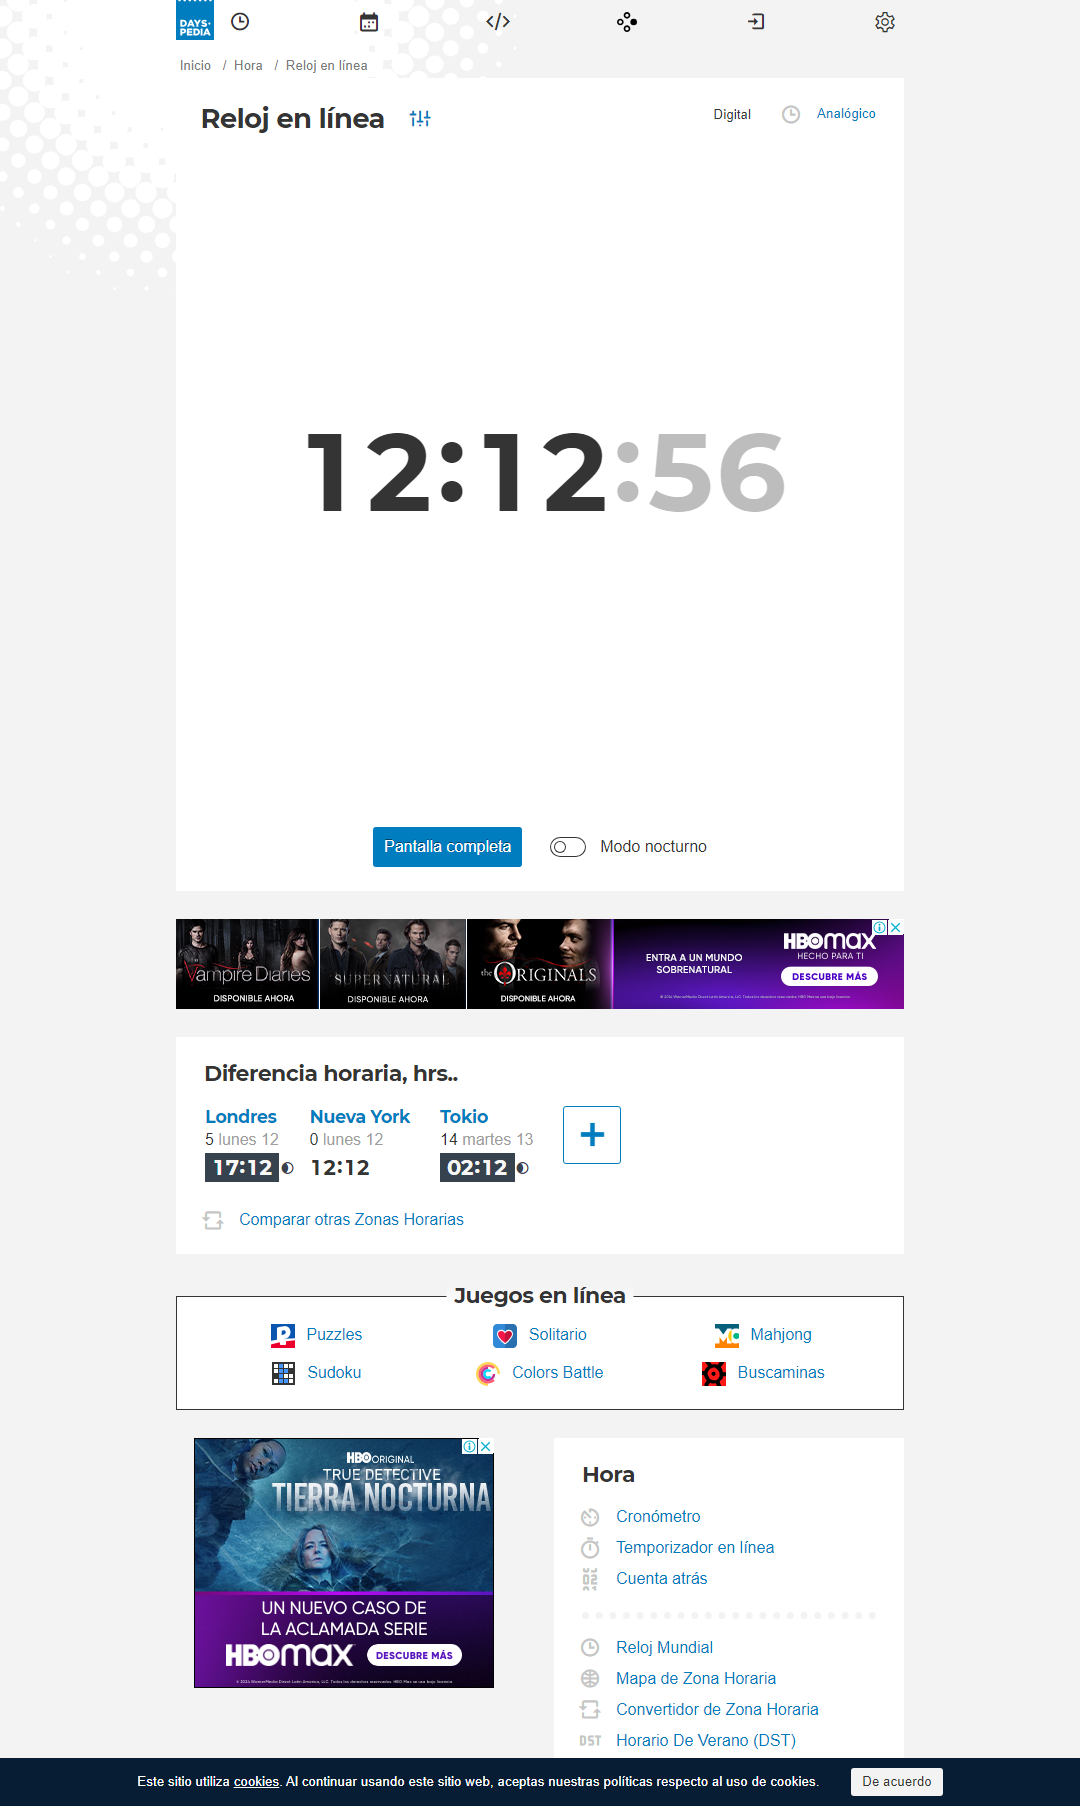 DAYS·
PEDIA
Inicio / Hora / Reloj en línea
Reloj en línea
Digital
Analógico
12:12:56
Pantalla completa
Modo nocturno
Vampire Diaries
DISPONIBLE AHORA
SUPERNATURAL
DISPONIBLE AHORA
the ORIGINALS
DISPONIBLE AHORA
ENTRA A UN MUNDO
SOBRENATURAL
HBOmax
HECHO PARA TI
DESCUBRE MÁS
Diferencia horaria, hrs..
Londres
5 lunes 12
17:12
Nueva York
0 lunes 12
12:12
Tokio
14 martes 13
02:12
+
Comparar otras Zonas Horarias
Juegos en línea
Puzzles
Solitario
Mahjong
Sudoku
Colors Battle
Buscaminas
HBO ORIGINAL
TRUE DETECTIVE
TIERRA NOCTURNA
UN NUEVO CASO DE
LA ACLAMADA SERIE
HBOmax
DESCUBRE MÁS
Hora
Cronómetro
Temporizador en línea
Cuenta atrás
Reloj Mundial
Mapa de Zona Horaria
Convertidor de Zona Horaria
DST Horario De Verano (DST)
Este sitio utiliza cookies. Al continuar usando este sitio web, aceptas nuestras políticas respecto al uso de cookies.
De acuerdo